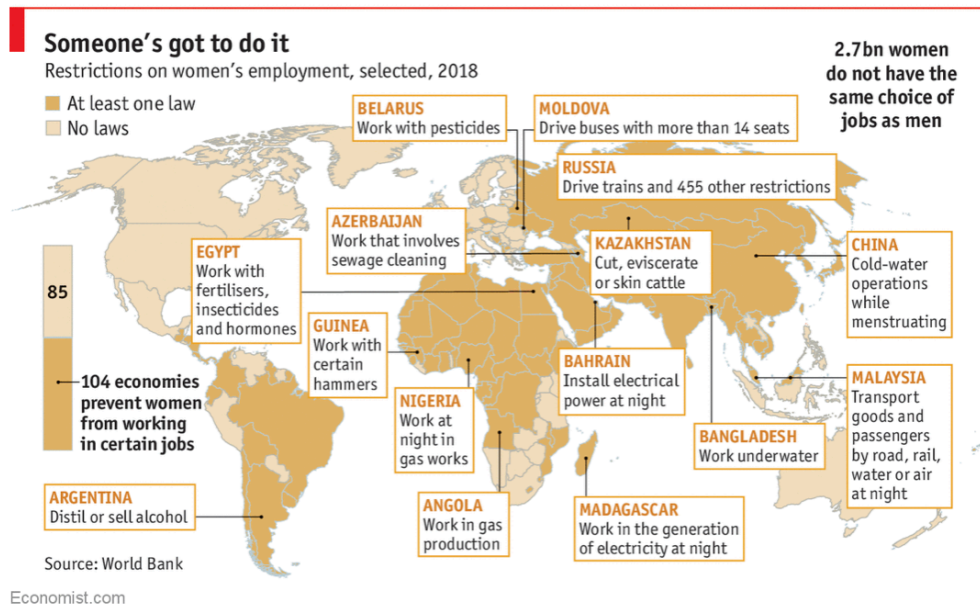 Someone's got to do it
Restrictions on women's employment, selected, 2018
At least one law
No laws
2.7bn women
do not have the
same choice of
jobs as men
BELARUS
Work with pesticides
MOLDOVA
Drive buses with more than 14 seats
RUSSIA
Drive trains and 455 other restrictions
AZERBAIJAN
Work that involves
sewage cleaning
KAZAKHSTAN
Cut, eviscerate
or skin cattle
CHINA
Cold-water
operations
while
menstruating
EGYPT
Work with
fertilisers,
insecticides
and hormones
85
104 economies
prevent women
from working
in certain jobs
GUINEA
Work with
certain
hammers
NIGERIA
Work at
night in
gas works
BAHRAIN
Install electrical
power at night
BANGLADESH
Work underwater
MALAYSIA
Transport
goods and
passengers
by road, rail,
water or air
at night
ARGENTINA
Distil or sell alcohol
ANGOLA
Work in gas
production
MADAGASCAR
Work in the generation
of electricity at night
Source: World Bank
Economist.com